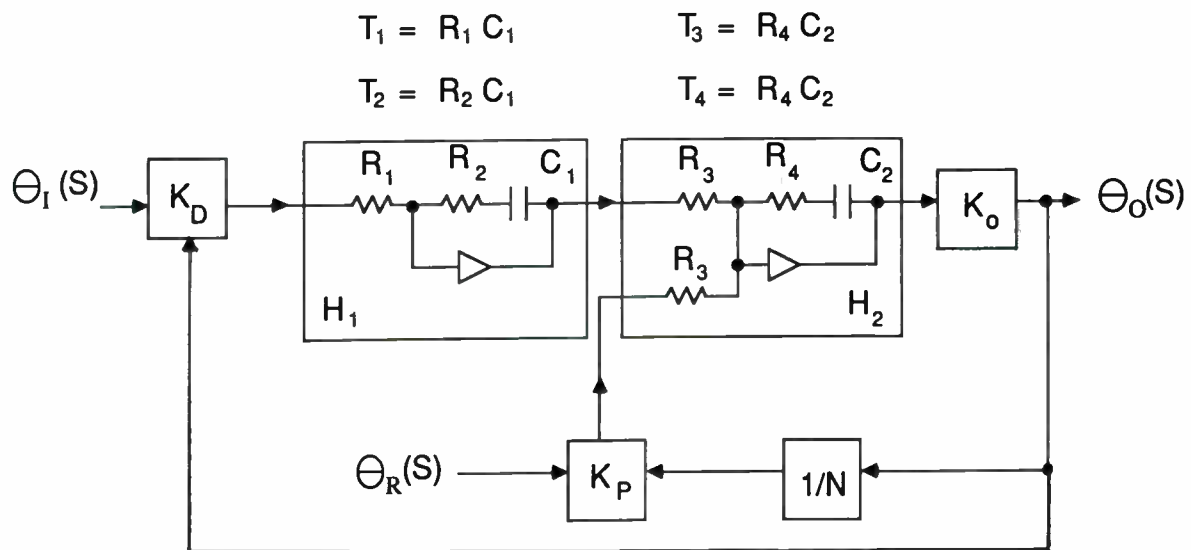 T₁ = R₁ C₁
T₃ = R₄ C₂
T₂ = R₂ C₁
T₄ = R₄ C₂
R₁
R₂
C₁
R₃
R₄
C₂
Θ_I (S)
K_D
K_o
Θ_O(S)
R₃
H₁
H₂
Θ_R(S)
K_P
1/N